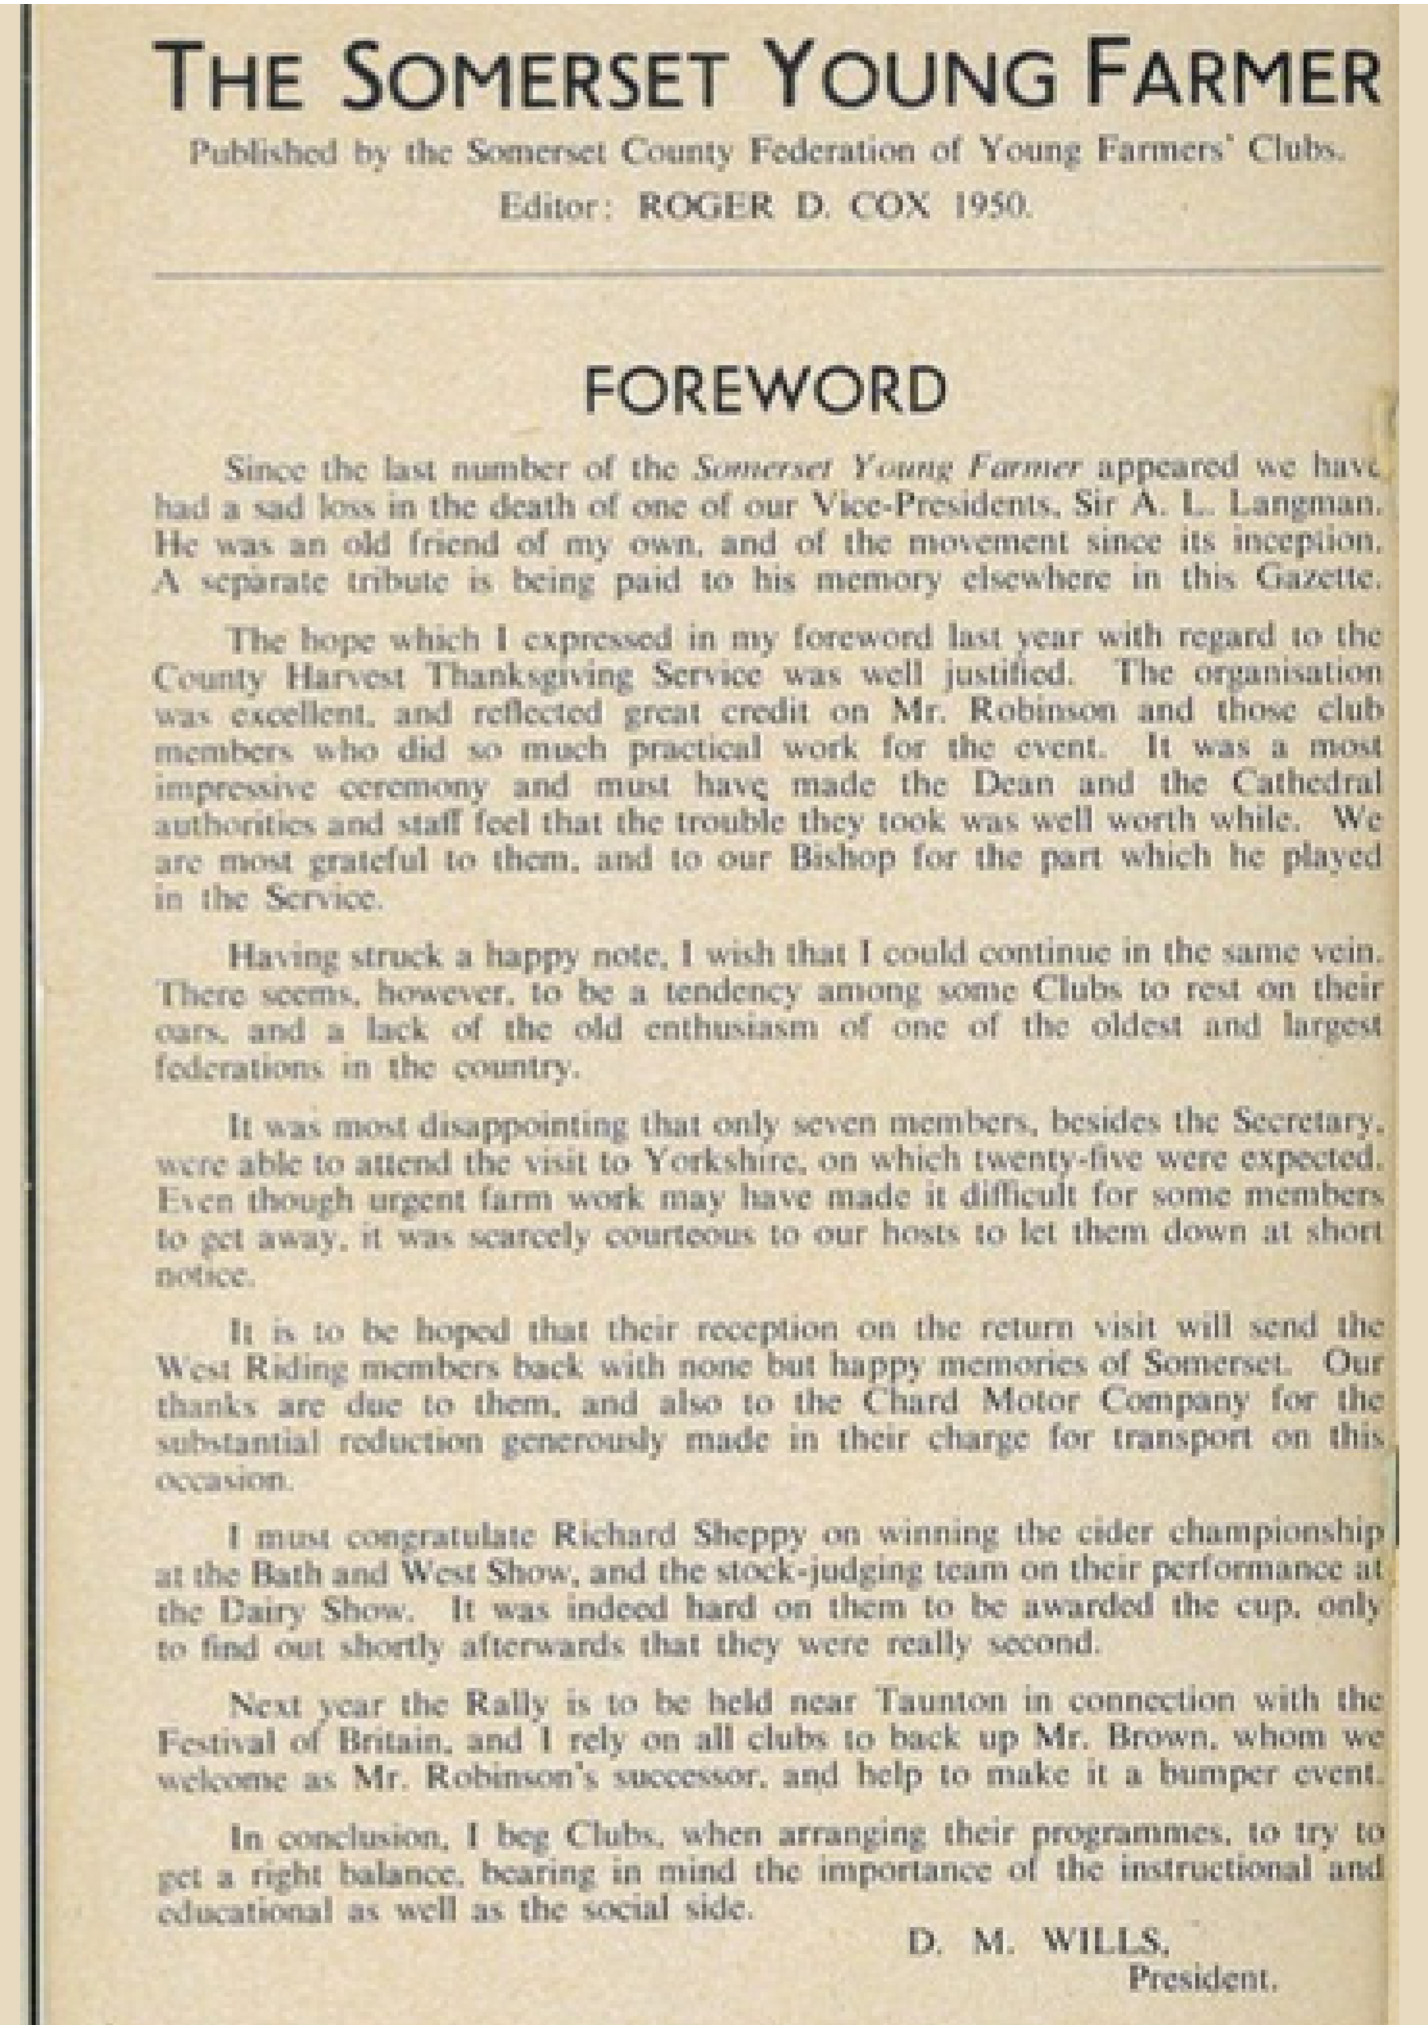 THE SOMERSET YOUNG FARMER
Published by the Somerset County Federation of Young Farmers' Clubs.
Editor: ROGER D. COX 1950.
FOREWORD
Since the last number of the Somerset Young Farmer appeared we have
had a sad loss in the death of one of our Vice-Presidents, Sir A. L. Langman.
He was an old friend of my own, and of the movement since its inception.
A separate tribute is being paid to his memory elsewhere in this Gazette.
The hope which I expressed in my foreword last year with regard to the
County Harvest Thanksgiving Service was well justified. The organisation
was excellent, and reflected great credit on Mr. Robinson and those club
members who did so much practical work for the event. It was a most
impressive ceremony and must have made the Dean and the Cathedral
authorities and staff feel that the trouble they took was well worth while. We
are most grateful to them, and to our Bishop for the part which he played
in the Service.
Having struck a happy note, I wish that I could continue in the same vein.
There seems, however, to be a tendency among some Clubs to rest on their
oars, and a lack of the old enthusiasm of one of the oldest and largest
federations in the country.
It was most disappointing that only seven members, besides the Secretary,
were able to attend the visit to Yorkshire, on which twenty-five were expected.
Even though urgent farm work may have made it difficult for some members
to get away, it was scarcely courteous to our hosts to let them down at short
notice.
It is to be hoped that their reception on the return visit will send the
West Riding members back with none but happy memories of Somerset. Our
thanks are due to them, and also to the Chard Motor Company for the
substantial reduction generously made in their charge for transport on this
occasion.
I must congratulate Richard Sheppy on winning the cider championship
at the Bath and West Show, and the stock-judging team on their performance at
the Dairy Show. It was indeed hard on them to be awarded the cup, only
to find out shortly afterwards that they were really second.
Next year the Rally is to be held near Taunton in connection with the
Festival of Britain, and I rely on all clubs to back up Mr. Brown, whom we
welcome as Mr. Robinson's successor, and help to make it a bumper event.
In conclusion, I beg Clubs, when arranging their programmes, to try to
get a right balance, bearing in mind the importance of the instructional and
educational as well as the social side.
D. M. WILLS,
President.